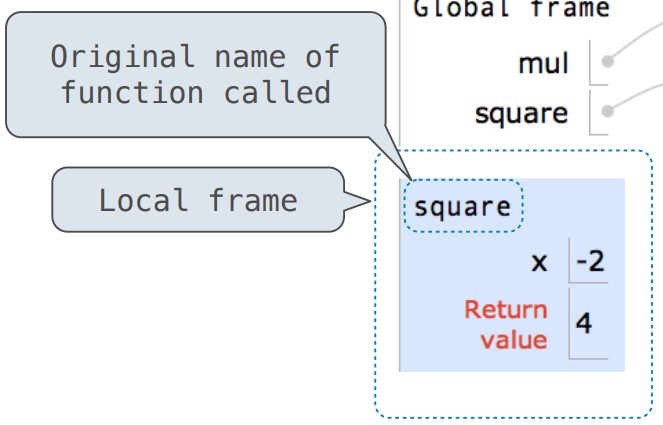 Global frame
Original name of
function called
mul
square
Local frame
square
x -2
Return
value 4